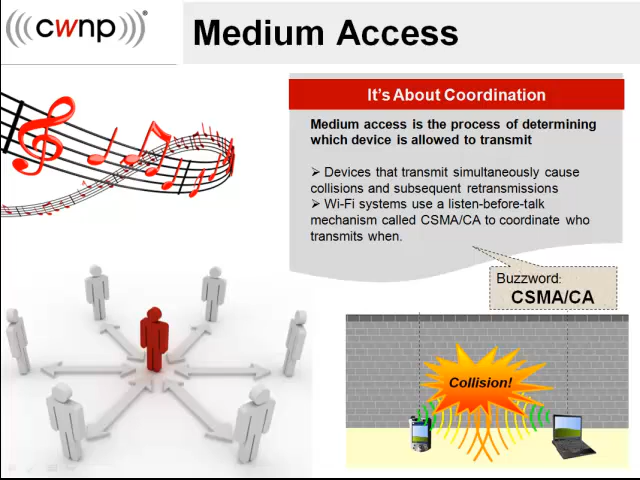 cwnp
Medium Access
It's About Coordination
Medium access is the process of determining
which device is allowed to transmit
➢ Devices that transmit simultaneously cause
collisions and subsequent retransmissions
➢ Wi-Fi systems use a listen-before-talk
mechanism called CSMA/CA to coordinate who
transmits when.
Buzzword:
CSMA/CA
Collision!